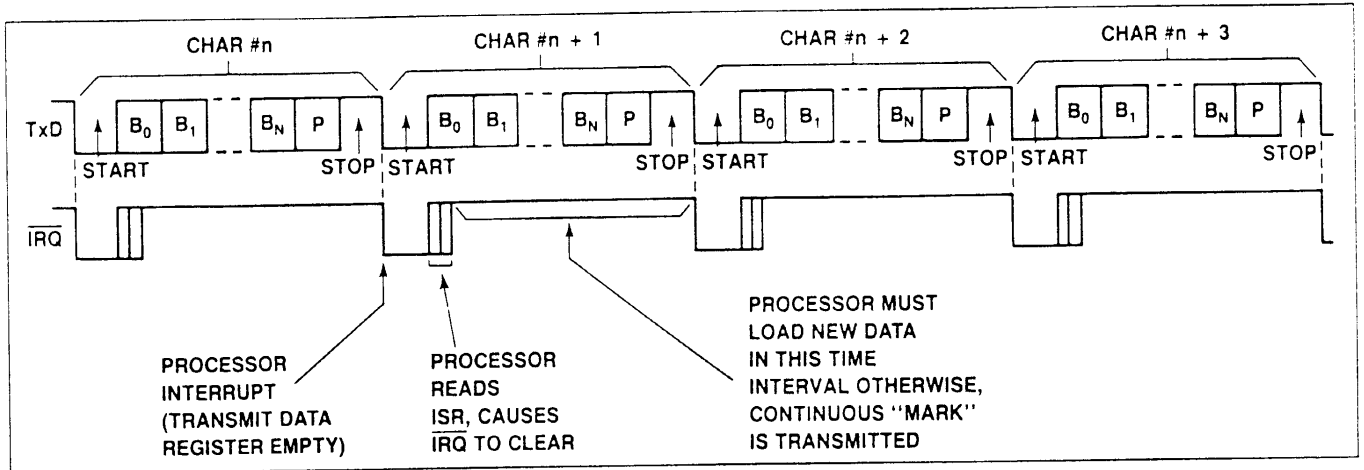 CHAR #n CHAR #n + 1 CHAR #n + 2 CHAR #n + 3
TxD B0 B1 BN P B0 B1 BN P B0 B1 BN P B0 B1 BN P
START STOP START STOP START STOP START STOP
IRQ
PROCESSOR
INTERRUPT
(TRANSMIT DATA
REGISTER EMPTY)
PROCESSOR
READS
ISR, CAUSES
IRQ TO CLEAR
PROCESSOR MUST
LOAD NEW DATA
IN THIS TIME
INTERVAL OTHERWISE,
CONTINUOUS "MARK"
IS TRANSMITTED